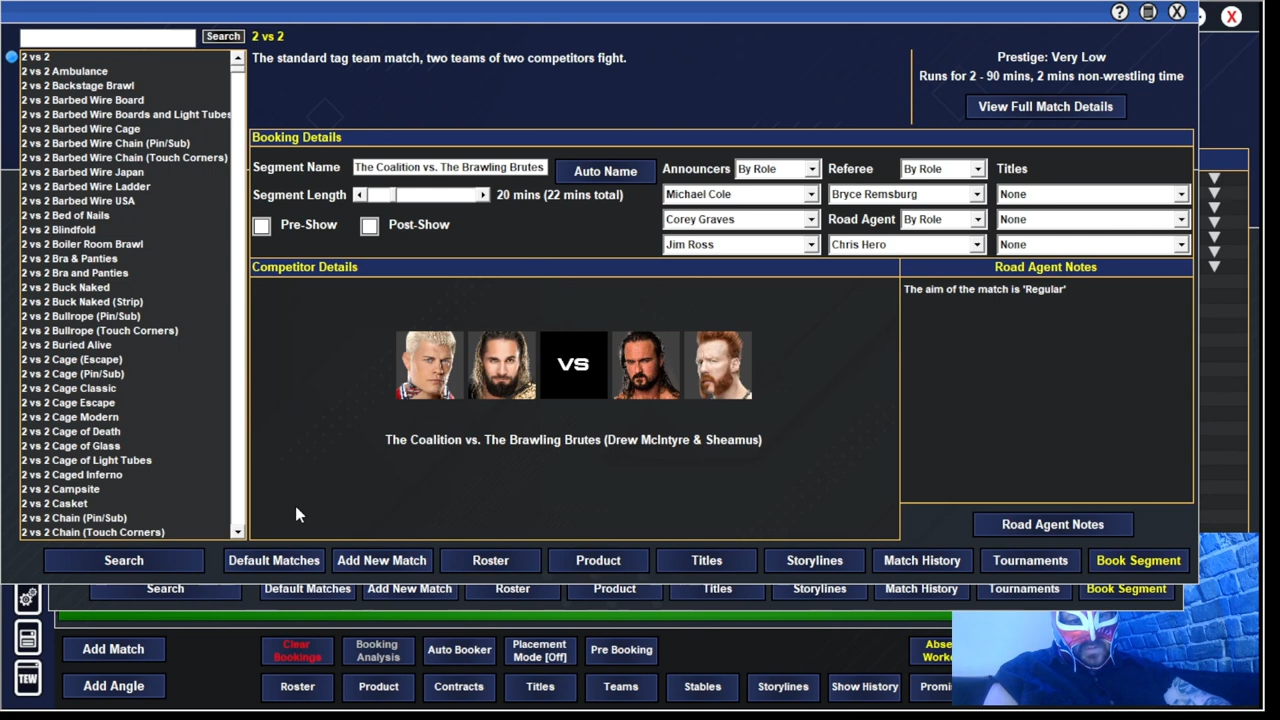 ?
X
X
Search
2 vs 2
The standard tag team match, two teams of two competitors fight.
Prestige: Very Low
Runs for 2 - 90 mins, 2 mins non-wrestling time
View Full Match Details
2 vs 2
2 vs 2 Ambulance
2 vs 2 Backstage Brawl
2 vs 2 Barbed Wire Board
2 vs 2 Barbed Wire Boards and Light Tubes
2 vs 2 Barbed Wire Cage
2 vs 2 Barbed Wire Chain (Pin/Sub)
2 vs 2 Barbed Wire Chain (Touch Corners)
2 vs 2 Barbed Wire Japan
2 vs 2 Barbed Wire Ladder
2 vs 2 Barbed Wire USA
2 vs 2 Bed of Nails
2 vs 2 Blindfold
2 vs 2 Boiler Room Brawl
2 vs 2 Bra & Panties
2 vs 2 Bra and Panties
2 vs 2 Buck Naked
2 vs 2 Buck Naked (Strip)
2 vs 2 Bullrope (Pin/Sub)
2 vs 2 Bullrope (Touch Corners)
2 vs 2 Buried Alive
2 vs 2 Cage (Escape)
2 vs 2 Cage (Pin/Sub)
2 vs 2 Cage Classic
2 vs 2 Cage Escape
2 vs 2 Cage Modern
2 vs 2 Cage of Death
2 vs 2 Cage of Glass
2 vs 2 Cage of Light Tubes
2 vs 2 Caged Inferno
2 vs 2 Campsite
2 vs 2 Casket
2 vs 2 Chain (Pin/Sub)
2 vs 2 Chain (Touch Corners)
Booking Details
Segment Name The Coalition vs. The Brawling Brutes Auto Name
Segment Length 20 mins (22 mins total)
Pre-Show Post-Show
Announcers By Role
Michael Cole
Corey Graves
Jim Ross
Referee By Role
Bryce Remsburg
Road Agent By Role
Chris Hero
Titles
None
None
None
Competitor Details
VS
The Coalition vs. The Brawling Brutes (Drew McIntyre & Sheamus)
Road Agent Notes
The aim of the match is 'Regular'
Road Agent Notes
Search Default Matches Add New Match Roster Product Titles Storylines Match History Tournaments Book Segment
Search Default Matches Add New Match Roster Product Titles Storylines Match History Tournaments Book Segment
TEW
Add Match
Clear Bookings
Booking Analysis
Auto Booker
Placement Mode [Off]
Pre Booking
Add Angle Roster Product Contracts Titles Teams Stables Storylines Show History